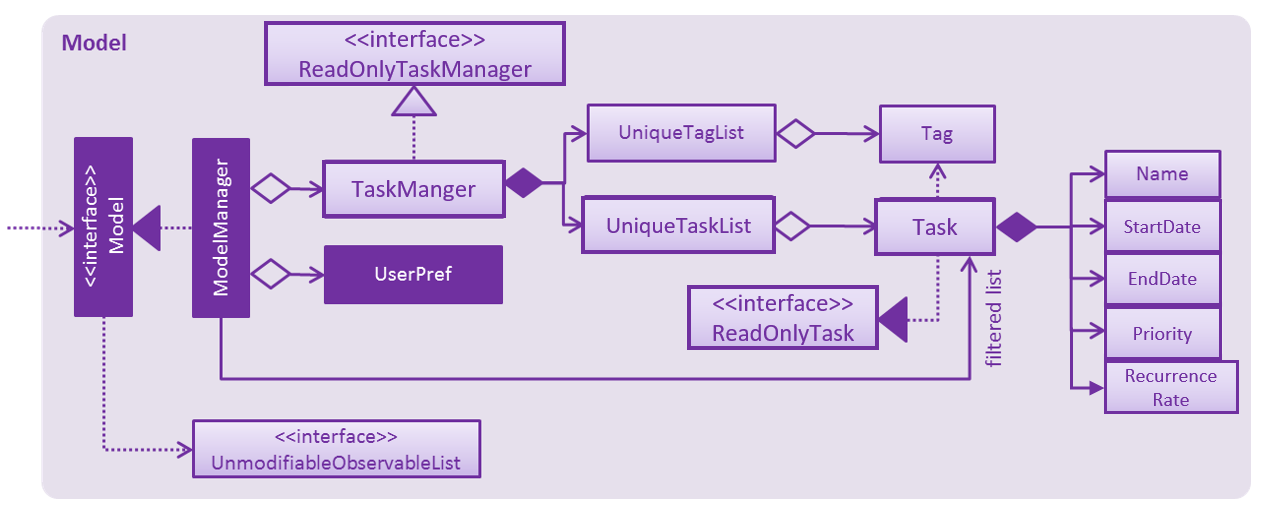 Model
<<interface>>
ReadOnlyTaskManager
<<interface>>
Model
ModelManager
TaskManger
UserPref
UniqueTagList
UniqueTaskList
Tag
Task
<<interface>>
ReadOnlyTask
filtered list
Name
StartDate
EndDate
Priority
Recurrence
Rate
<<interface>>
UnmodifiableObservableList